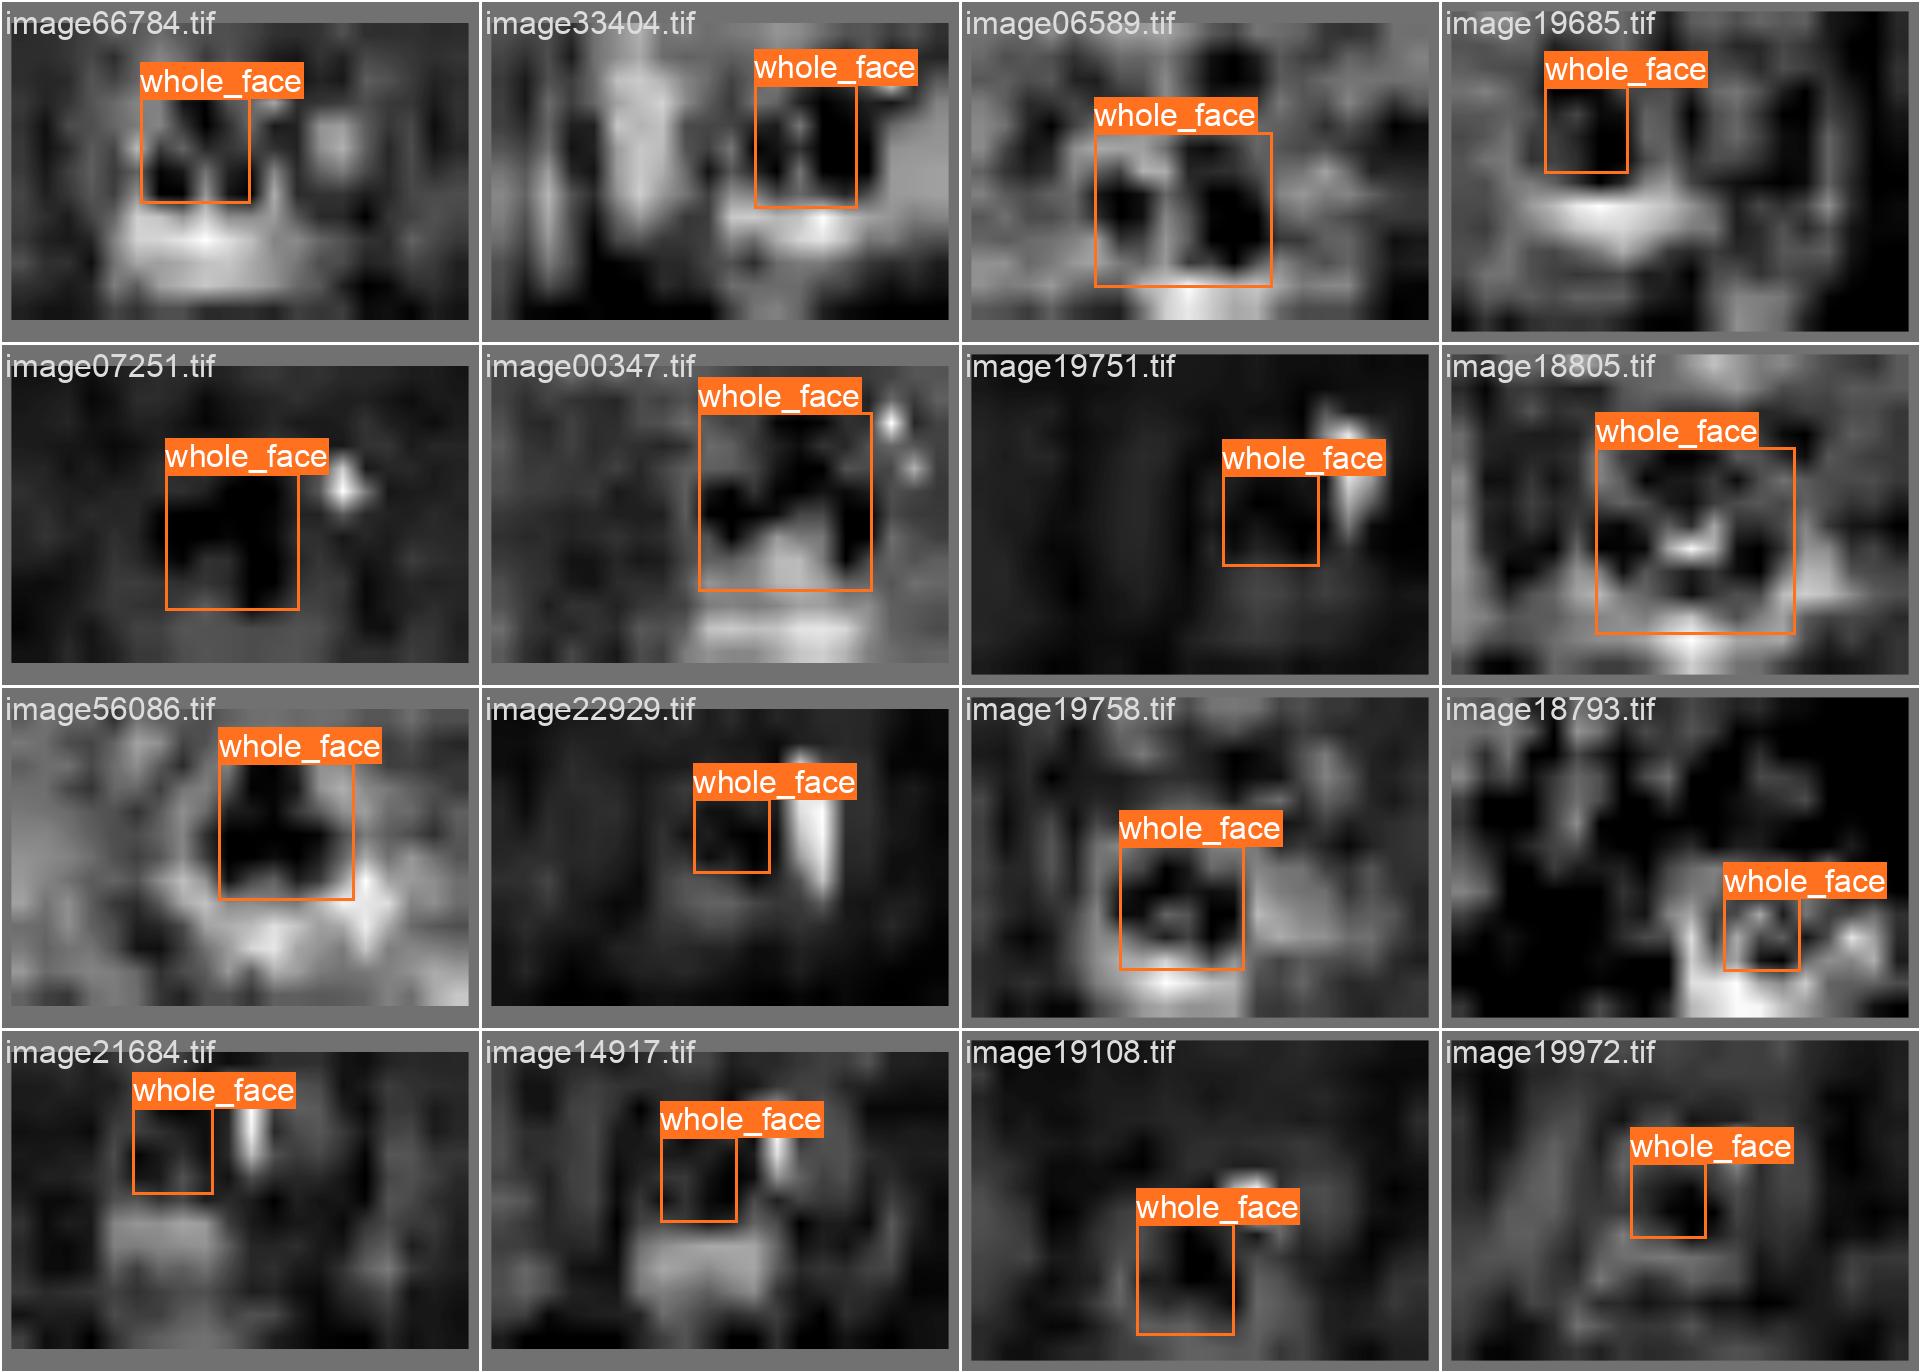 image66784.tif
whole_face
image33404.tif
whole_face
image06589.tif
whole_face
image19685.tif
whole_face
image07251.tif
whole_face
image00347.tif
whole_face
image19751.tif
whole_face
image18805.tif
whole_face
image56086.tif
whole_face
image22929.tif
whole_face
image19758.tif
whole_face
image18793.tif
whole_face
image21684.tif
whole_face
image14917.tif
whole_face
image19108.tif
whole_face
image19972.tif
whole_face